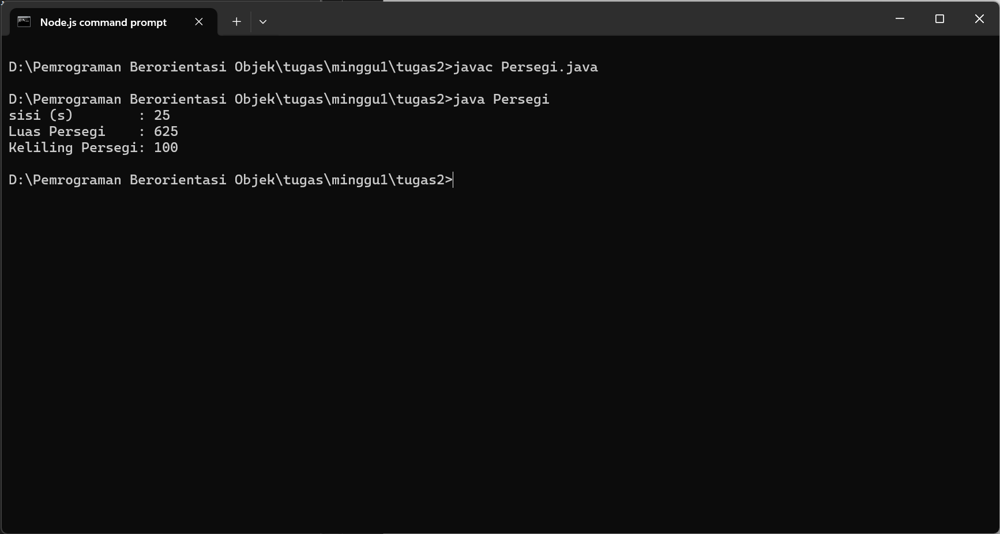 Node.js command prompt
D:\Pemrograman Berorientasi Objek\tugas\minggu1\tugas2>javac Persegi.java
D:\Pemrograman Berorientasi Objek\tugas\minggu1\tugas2>java Persegi
sisi (s)        : 25
Luas Persegi    : 625
Keliling Persegi: 100
D:\Pemrograman Berorientasi Objek\tugas\minggu1\tugas2>